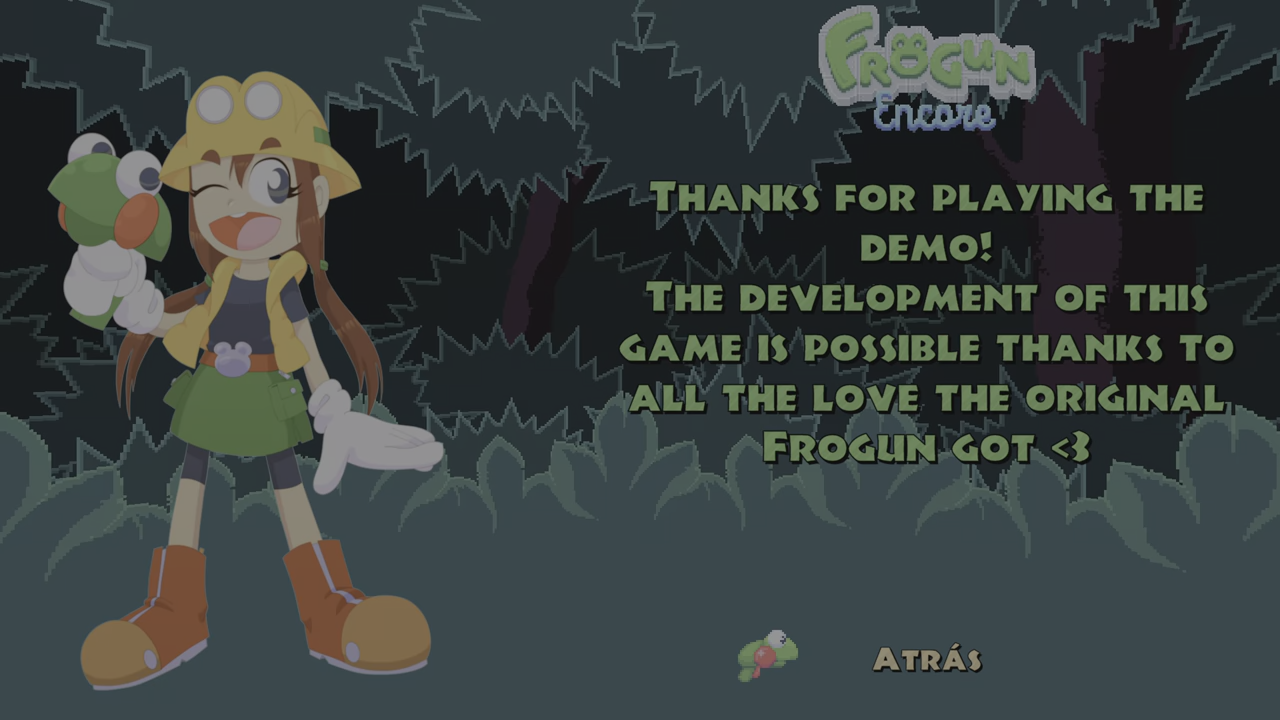 Frogun
Encore
Thanks for playing the
demo!
The development of this
game is possible thanks to
all the love the original
Frogun got <3
Atrás